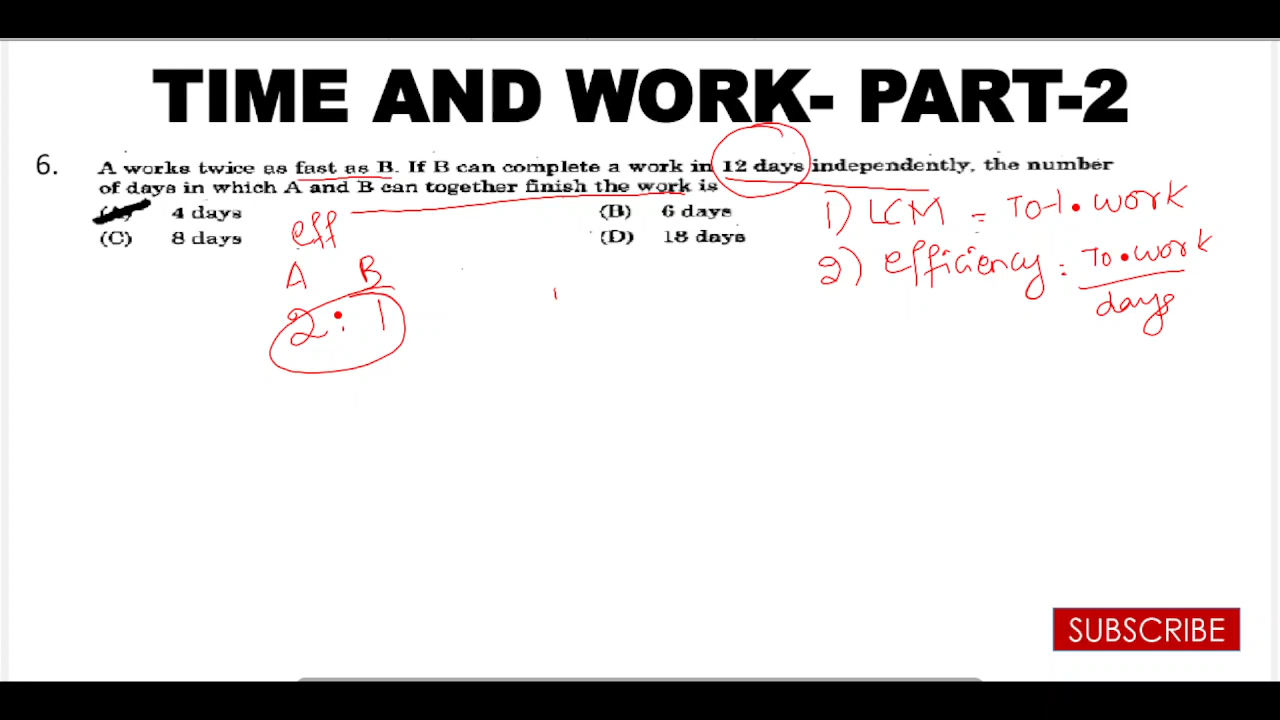 TIME AND WORK- PART-2
6. A works twice as fast as B. If B can complete a work in 12 days independently, the number
of days in which A and B can together finish the work is
4 days (B) 6 days
(C) 8 days (D) 18 days
eff
A B
2 : 1
1) LCM = To-t. work
2) efficiency = To. work
days
SUBSCRIBE